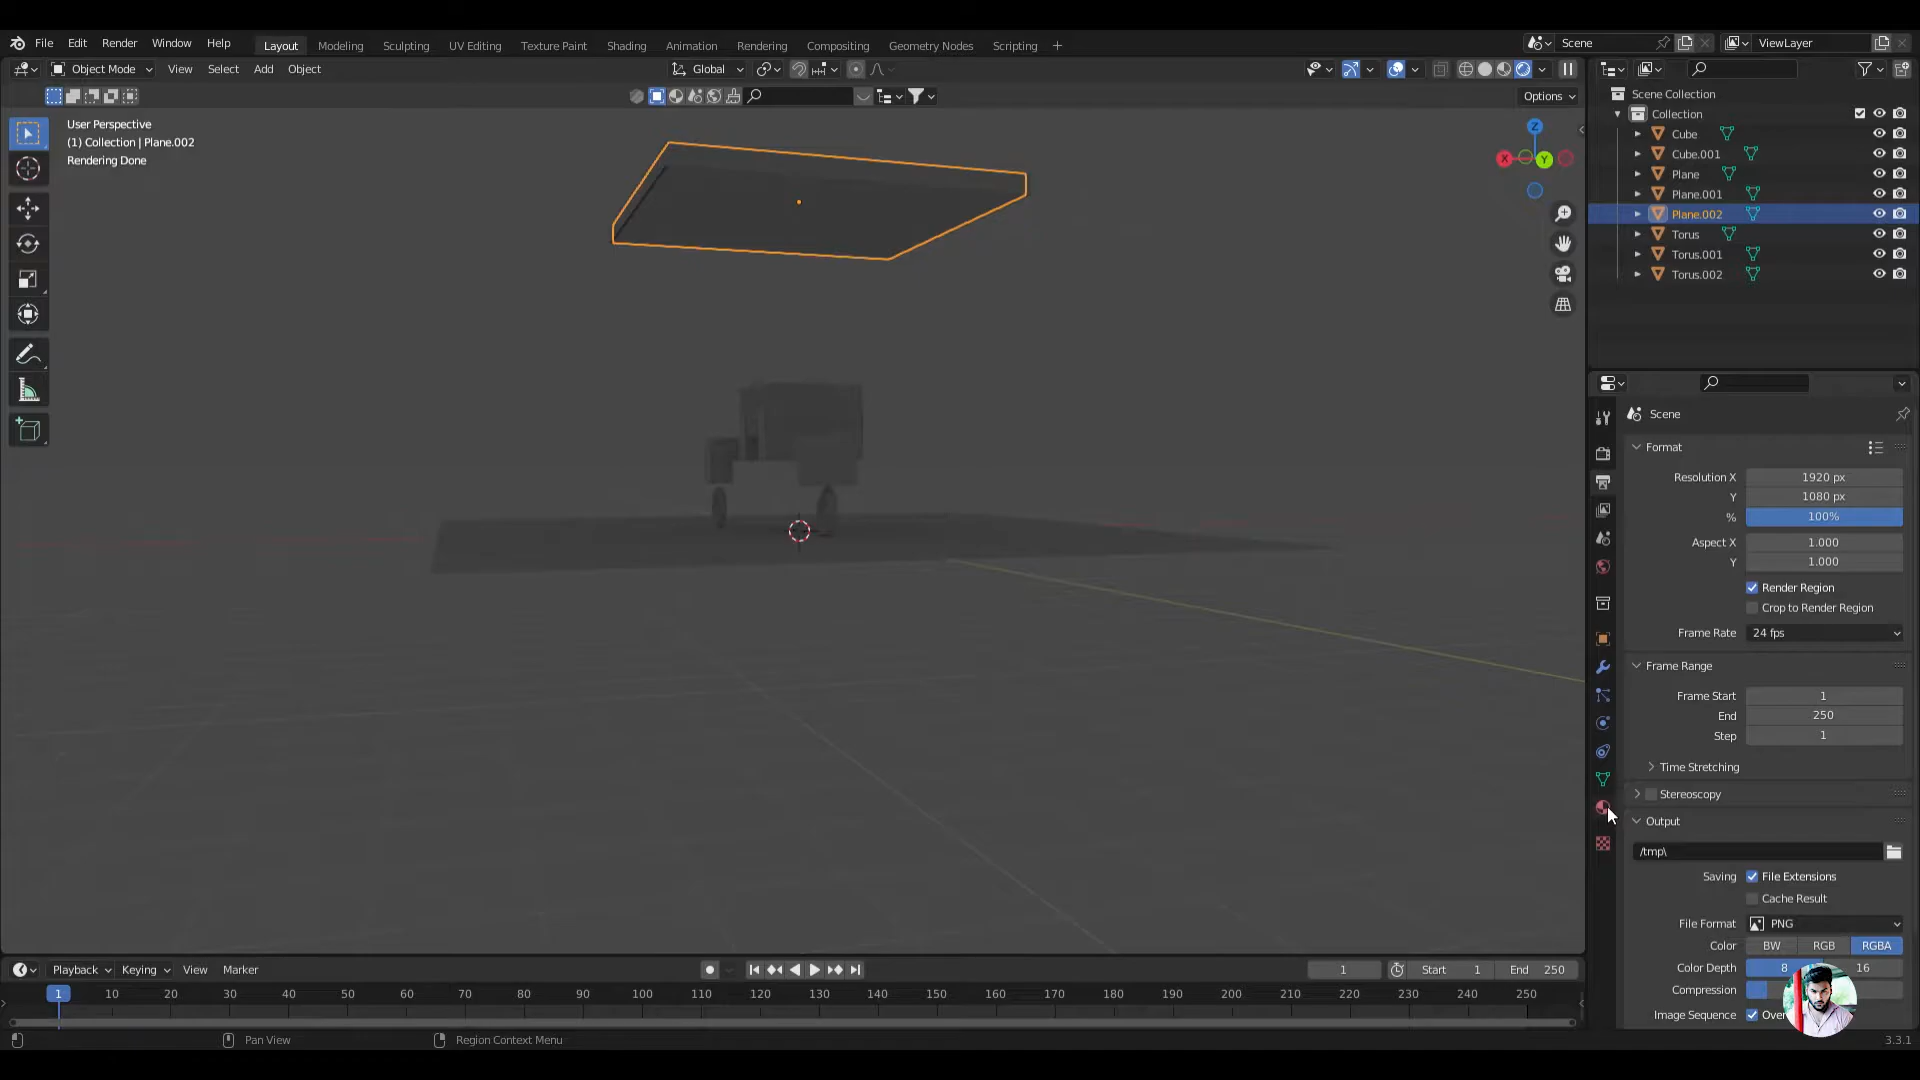 File Edit Render Window Help Layout Modeling Sculpting UV Editing Texture Paint Shading Animation Rendering Compositing Geometry Nodes Scripting + Scene ViewLayer
Object Mode View Select Add Object Global
Options
User Perspective
(1) Collection | Plane.002
Rendering Done
Z
X
Y
Scene Collection
Collection
Cube
Cube.001
Plane
Plane.001
Plane.002
Torus
Torus.001
Torus.002
Scene
Format
Resolution X 1920 px
Y 1080 px
% 100%
Aspect X 1.000
Y 1.000
Render Region
Crop to Render Region
Frame Rate 24 fps
Frame Range
Frame Start 1
End 250
Step 1
Time Stretching
Stereoscopy
Output
/tmp\
Saving File Extensions
Cache Result
File Format PNG
Color BW RGB RGBA
Color Depth 8 16
Compression
Image Sequence
Playback Keying View Marker 1 Start 1 End 250
1 10 20 30 40 50 60 70 80 90 100 110 120 130 140 150 160 170 180 190 200 210 220 230 240 250
Pan View Region Context Menu 3.3.1